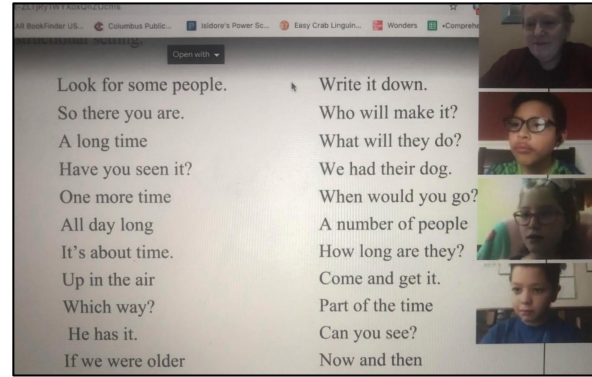 AR BookFinder US...
Columbus Public...
Isidore's Power Sc...
Easy Crab Linguin...
Wonders
+Comprehe
Open with
Look for some people.
So there you are.
A long time
Have you seen it?
One more time
All day long
It's about time.
Up in the air
Which way?
He has it.
If we were older
Write it down.
Who will make it?
What will they do?
We had their dog.
When would you go?
A number of people
How long are they?
Come and get it.
Part of the time
Can you see?
Now and then